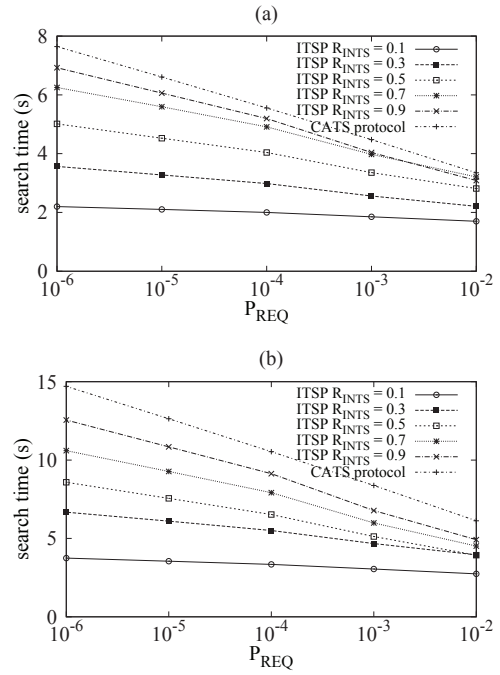 (a)
8
6
4
2
0
search time (s)
ITSP R_INTS = 0.1
ITSP R_INTS = 0.3
ITSP R_INTS = 0.5
ITSP R_INTS = 0.7
ITSP R_INTS = 0.9
CATS protocol
10^-6 10^-5 10^-4 10^-3 10^-2
P_REQ
(b)
15
10
5
0
search time (s)
ITSP R_INTS = 0.1
ITSP R_INTS = 0.3
ITSP R_INTS = 0.5
ITSP R_INTS = 0.7
ITSP R_INTS = 0.9
CATS protocol
10^-6 10^-5 10^-4 10^-3 10^-2
P_REQ